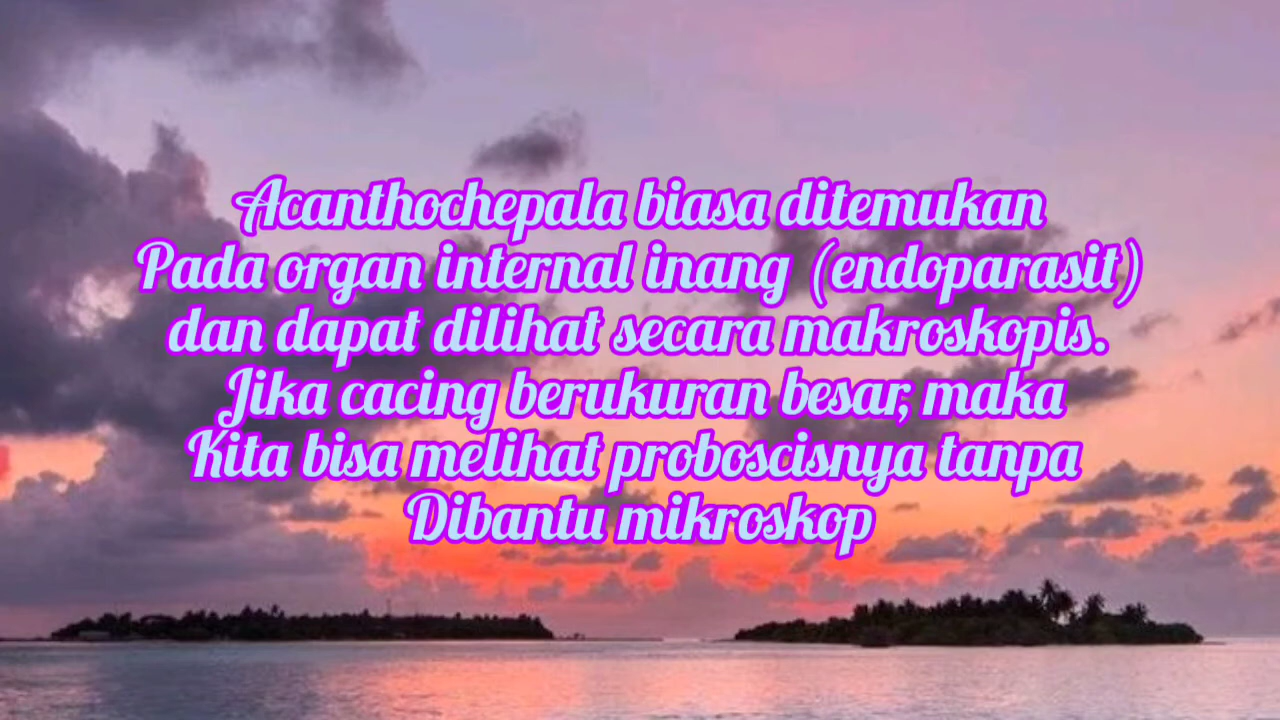 Acanthochepala biasa ditemukan
Pada organ internal inang (endoparasit)
dan dapat dilihat secara makroskopis.
Jika cacing berukuran besar, maka
Kita bisa melihat proboscisnya tanpa
Dibantu mikroskop